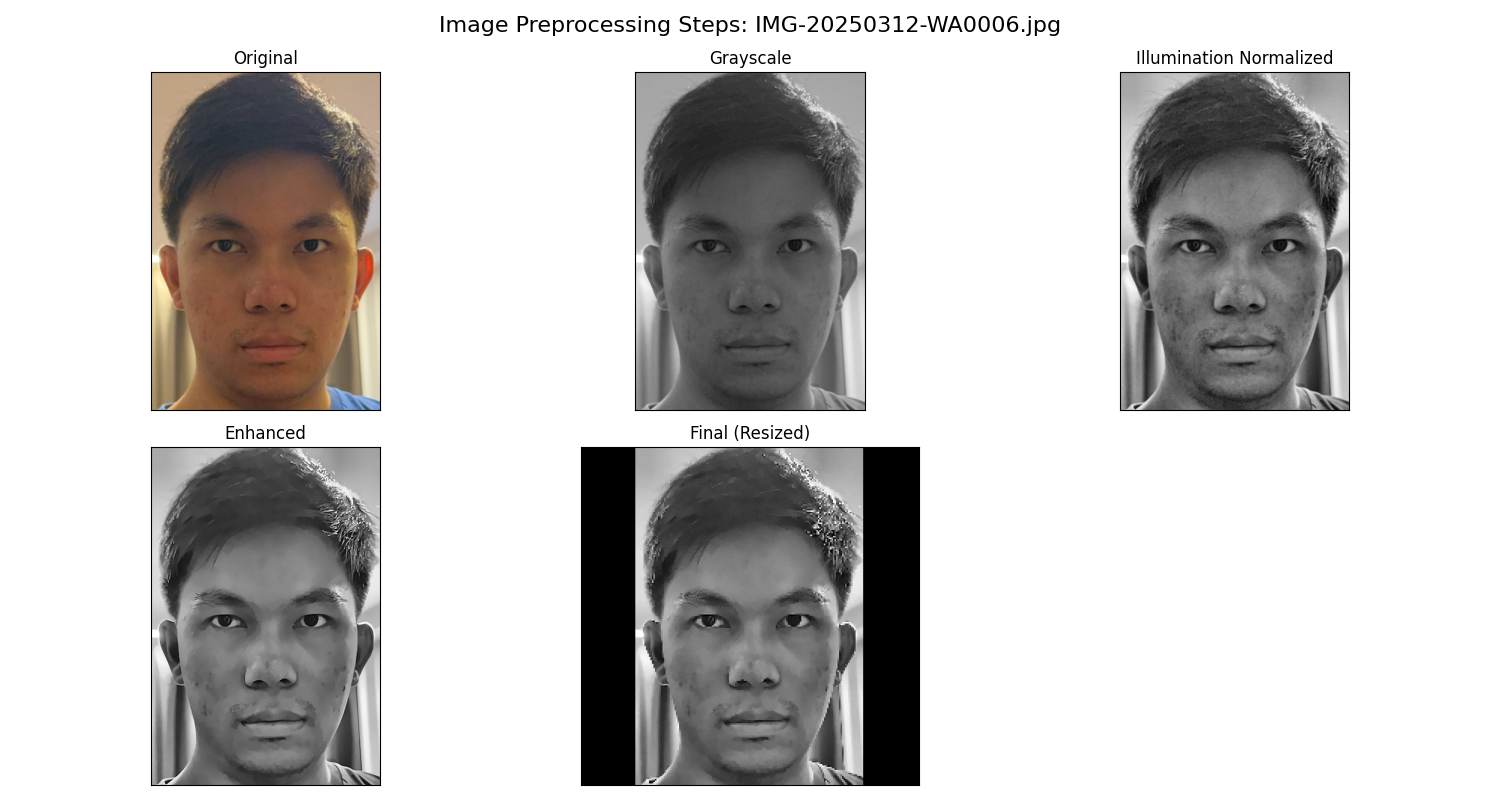 Image Preprocessing Steps: IMG-20250312-WA0006.jpg
Original
Grayscale
Illumination Normalized
Enhanced
Final (Resized)